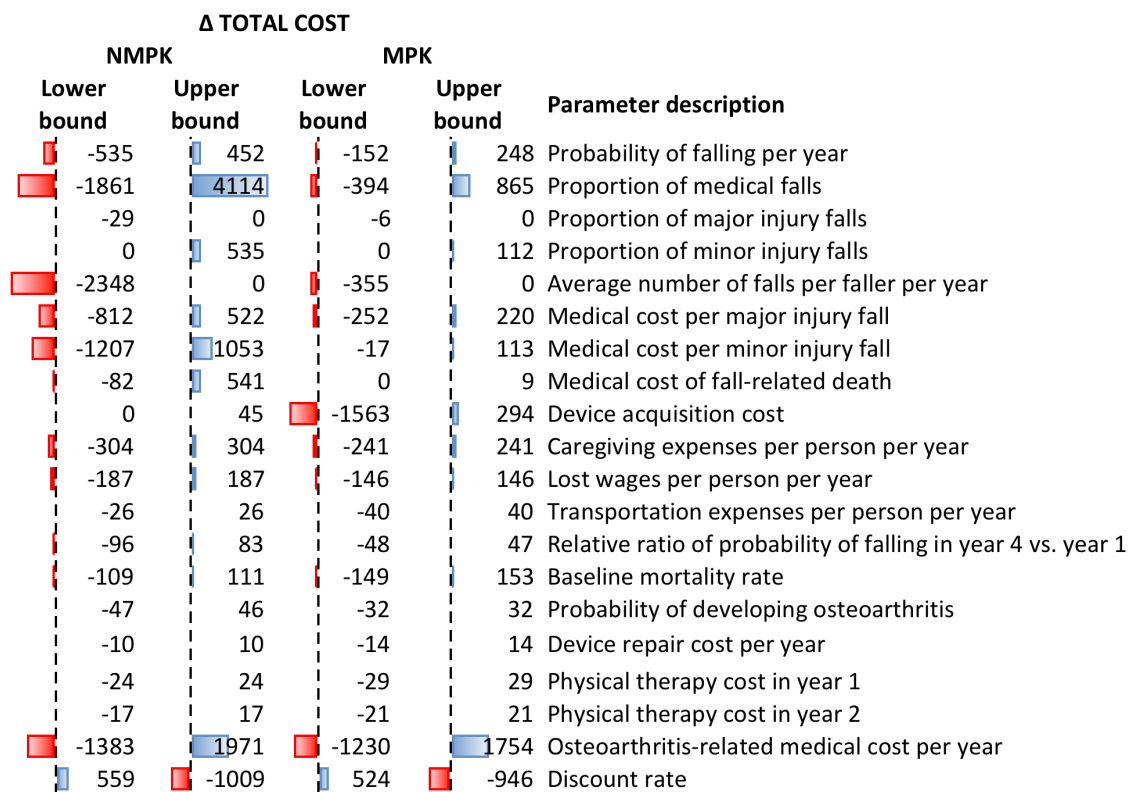 Δ TOTAL COST
NMPK MPK
Lower Upper Lower Upper
bound bound bound bound Parameter description
-535 452 -152 248 Probability of falling per year
-1861 4114 -394 865 Proportion of medical falls
-29 0 -6 0 Proportion of major injury falls
0 535 0 112 Proportion of minor injury falls
-2348 0 -355 0 Average number of falls per faller per year
-812 522 -252 220 Medical cost per major injury fall
-1207 1053 -17 113 Medical cost per minor injury fall
-82 541 0 9 Medical cost of fall-related death
0 45 -1563 294 Device acquisition cost
-304 304 -241 241 Caregiving expenses per person per year
-187 187 -146 146 Lost wages per person per year
-26 26 -40 40 Transportation expenses per person per year
-96 83 -48 47 Relative ratio of probability of falling in year 4 vs. year 1
-109 111 -149 153 Baseline mortality rate
-47 46 -32 32 Probability of developing osteoarthritis
-10 10 -14 14 Device repair cost per year
-24 24 -29 29 Physical therapy cost in year 1
-17 17 -21 21 Physical therapy cost in year 2
-1383 1971 -1230 1754 Osteoarthritis-related medical cost per year
559 -1009 524 -946 Discount rate